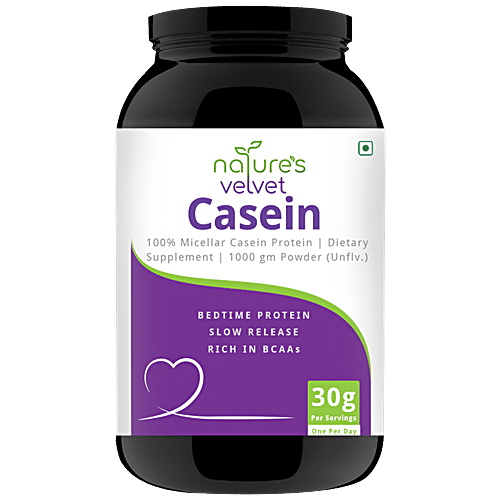 nature's
velvet
Casein
100% Micellar Casein Protein | Dietary
Supplement | 1000 gm Powder (Unflv.)
BEDTIME PROTEIN
SLOW RELEASE
RICH IN BCAAs
30g
Per Servings
One Per Day